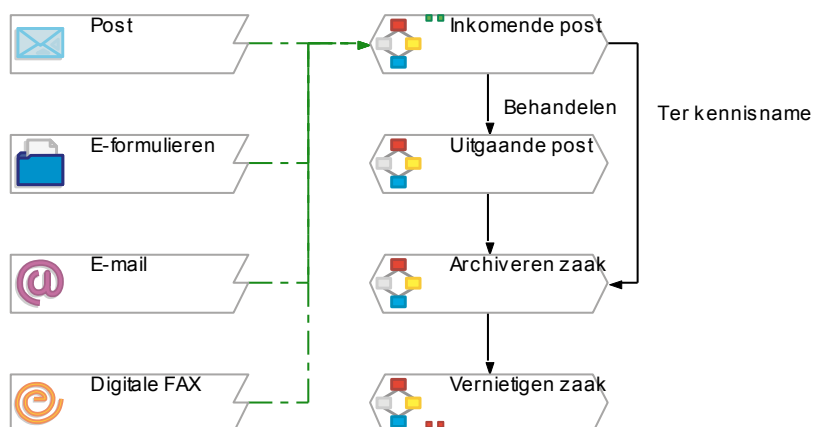 Post
Inkomende post
Behandelen
Ter kennisname
E-formulieren
Uitgaande post
E-mail
Archiveren zaak
Digitale FAX
Vernietigen zaak